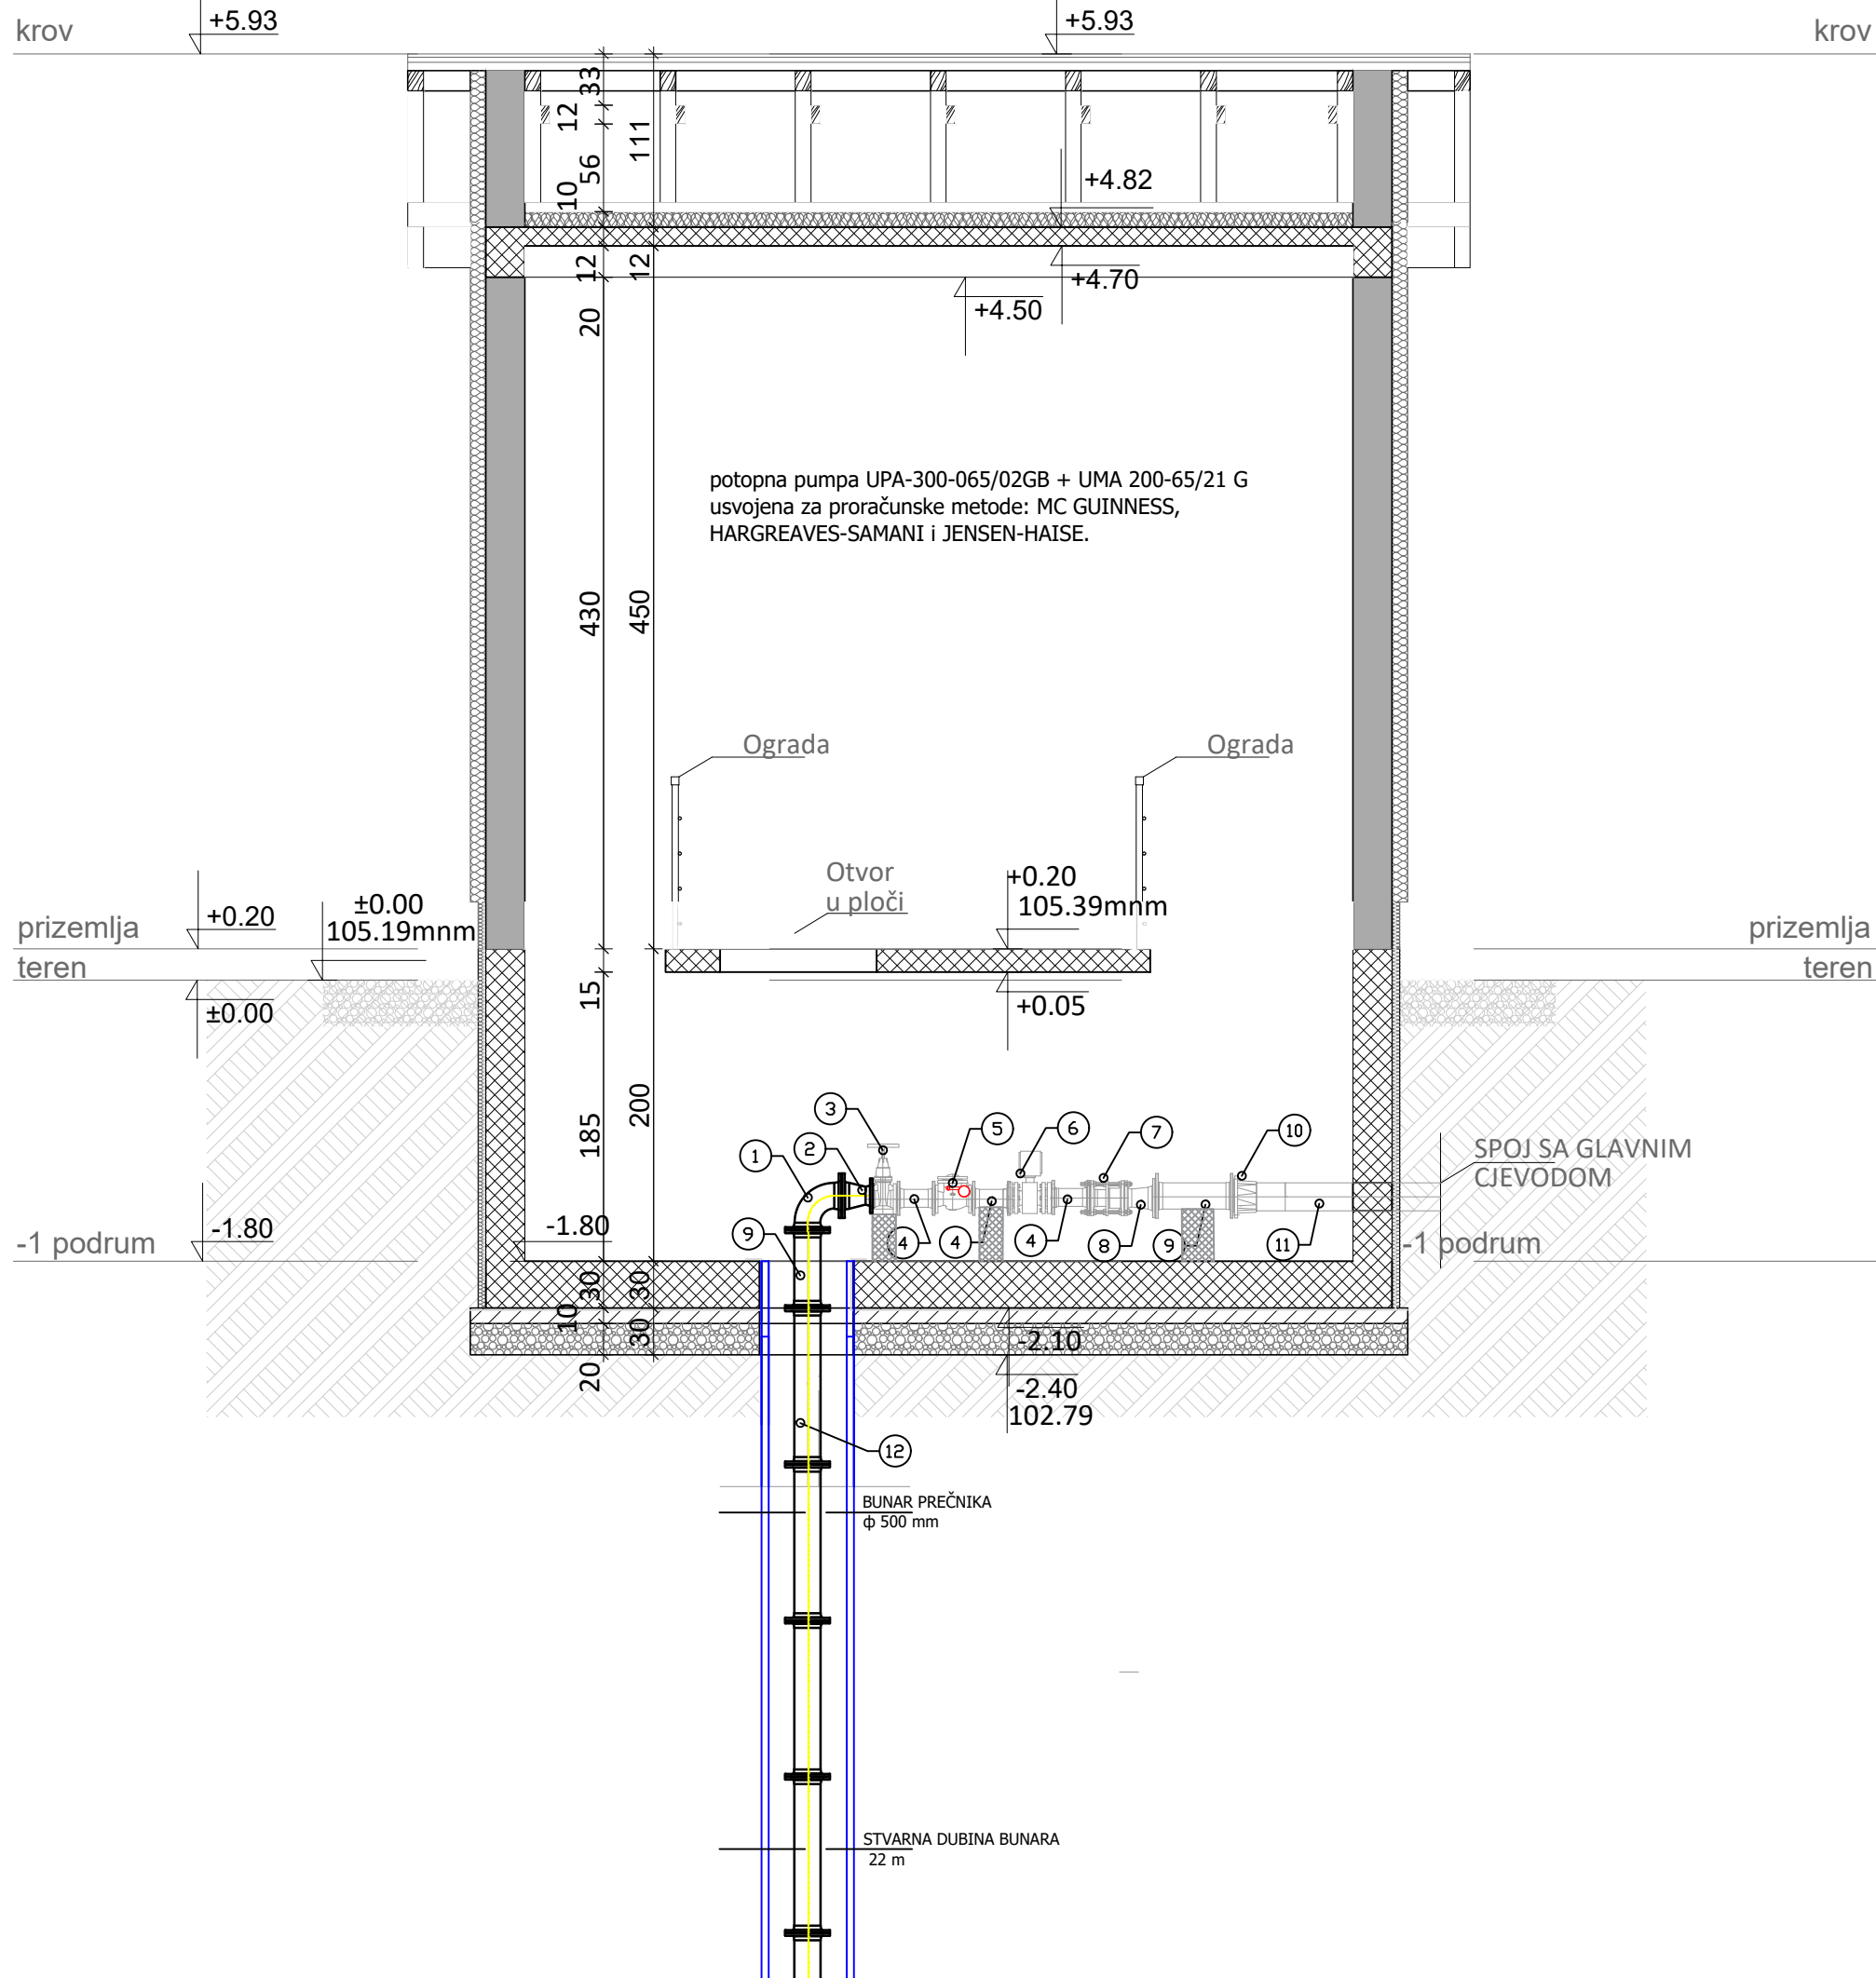 krov
+5.93
+5.93
krov
33
12
111
56
10
+4.82
12
12
+4.70
+4.50
20
potopna pumpa UPA-300-065/02GB + UMA 200-65/21 G
usvojena za proračunske metode: MC GUINNESS,
HARGREAVES-SAMANI i JENSEN-HAISE.
430
450
Ograda
Ograda
Otvor
u ploči
+0.20
105.39mnm
prizemlja
+0.20
±0.00
105.19mnm
prizemlja
teren
teren
±0.00
15
+0.05
185
200
3
5
6
7
10
1
2
SPOJ SA GLAVNIM
CJEVODOM
-1 podrum
-1.80
-1.80
9
4
4
4
8
9
11
-1 podrum
30
30
10
30
-2.10
20
-2.40
102.79
12
BUNAR PREČNIKA
ф 500 mm
STVARNA DUBINA BUNARA
22 m